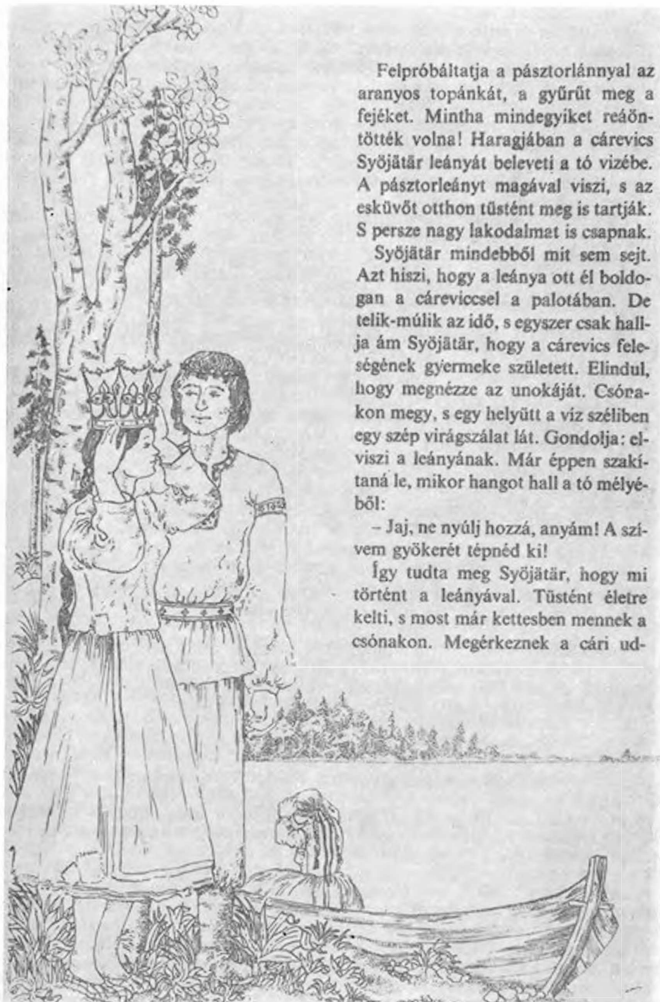 Felpróbáltatja a pásztorlánnyal az
aranyos topánkát, a gyűrűt meg a
fejéket. Mintha mindegyiket reáön-
tötték volna! Haragjában a cárevics
Syöjätär leányát beleveti a tó vizébe.
A pásztorleányt magával viszi, s az
esküvőt otthon tüstént meg is tartják.
S persze nagy lakodalmat is csapnak.
Syöjätär mindebből mit sem sejt.
Azt hiszi, hogy a leánya ott él boldo-
gan a cáreviccsel a palotában. De
telik-múlik az idő, s egyszer csak hall-
ja ám Syöjätär, hogy a cárevics fele-
ségének gyermeke született. Elindul,
hogy megnézze az unokáját. Csóna-
kon megy, s egy helyütt a víz széliben
egy szép virágszálat lát. Gondolja: el-
viszi a leányának. Már éppen szakí-
taná le, mikor hangot hall a tó mélyé-
ből:
– Jaj, ne nyúlj hozzá, anyám! A szí-
vem gyökerét tépnéd ki!
Így tudta meg Syöjätär, hogy mi
történt a leányával. Tüstént életre
kelti, s most már kettesben mennek a
csónakon. Megérkeznek a cári ud-